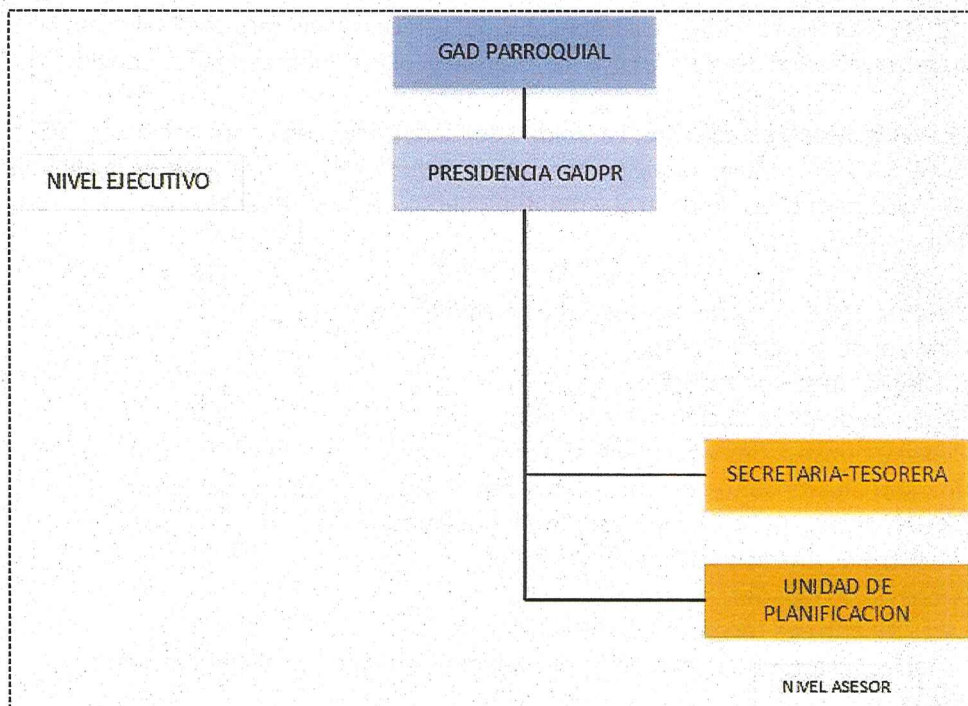 GAD PARROQUIAL
NIVEL EJECUTIVO
PRESIDENCIA GADPR
SECRETARIA-TESORERA
UNIDAD DE
PLANIFICACION
NIVEL ASESOR